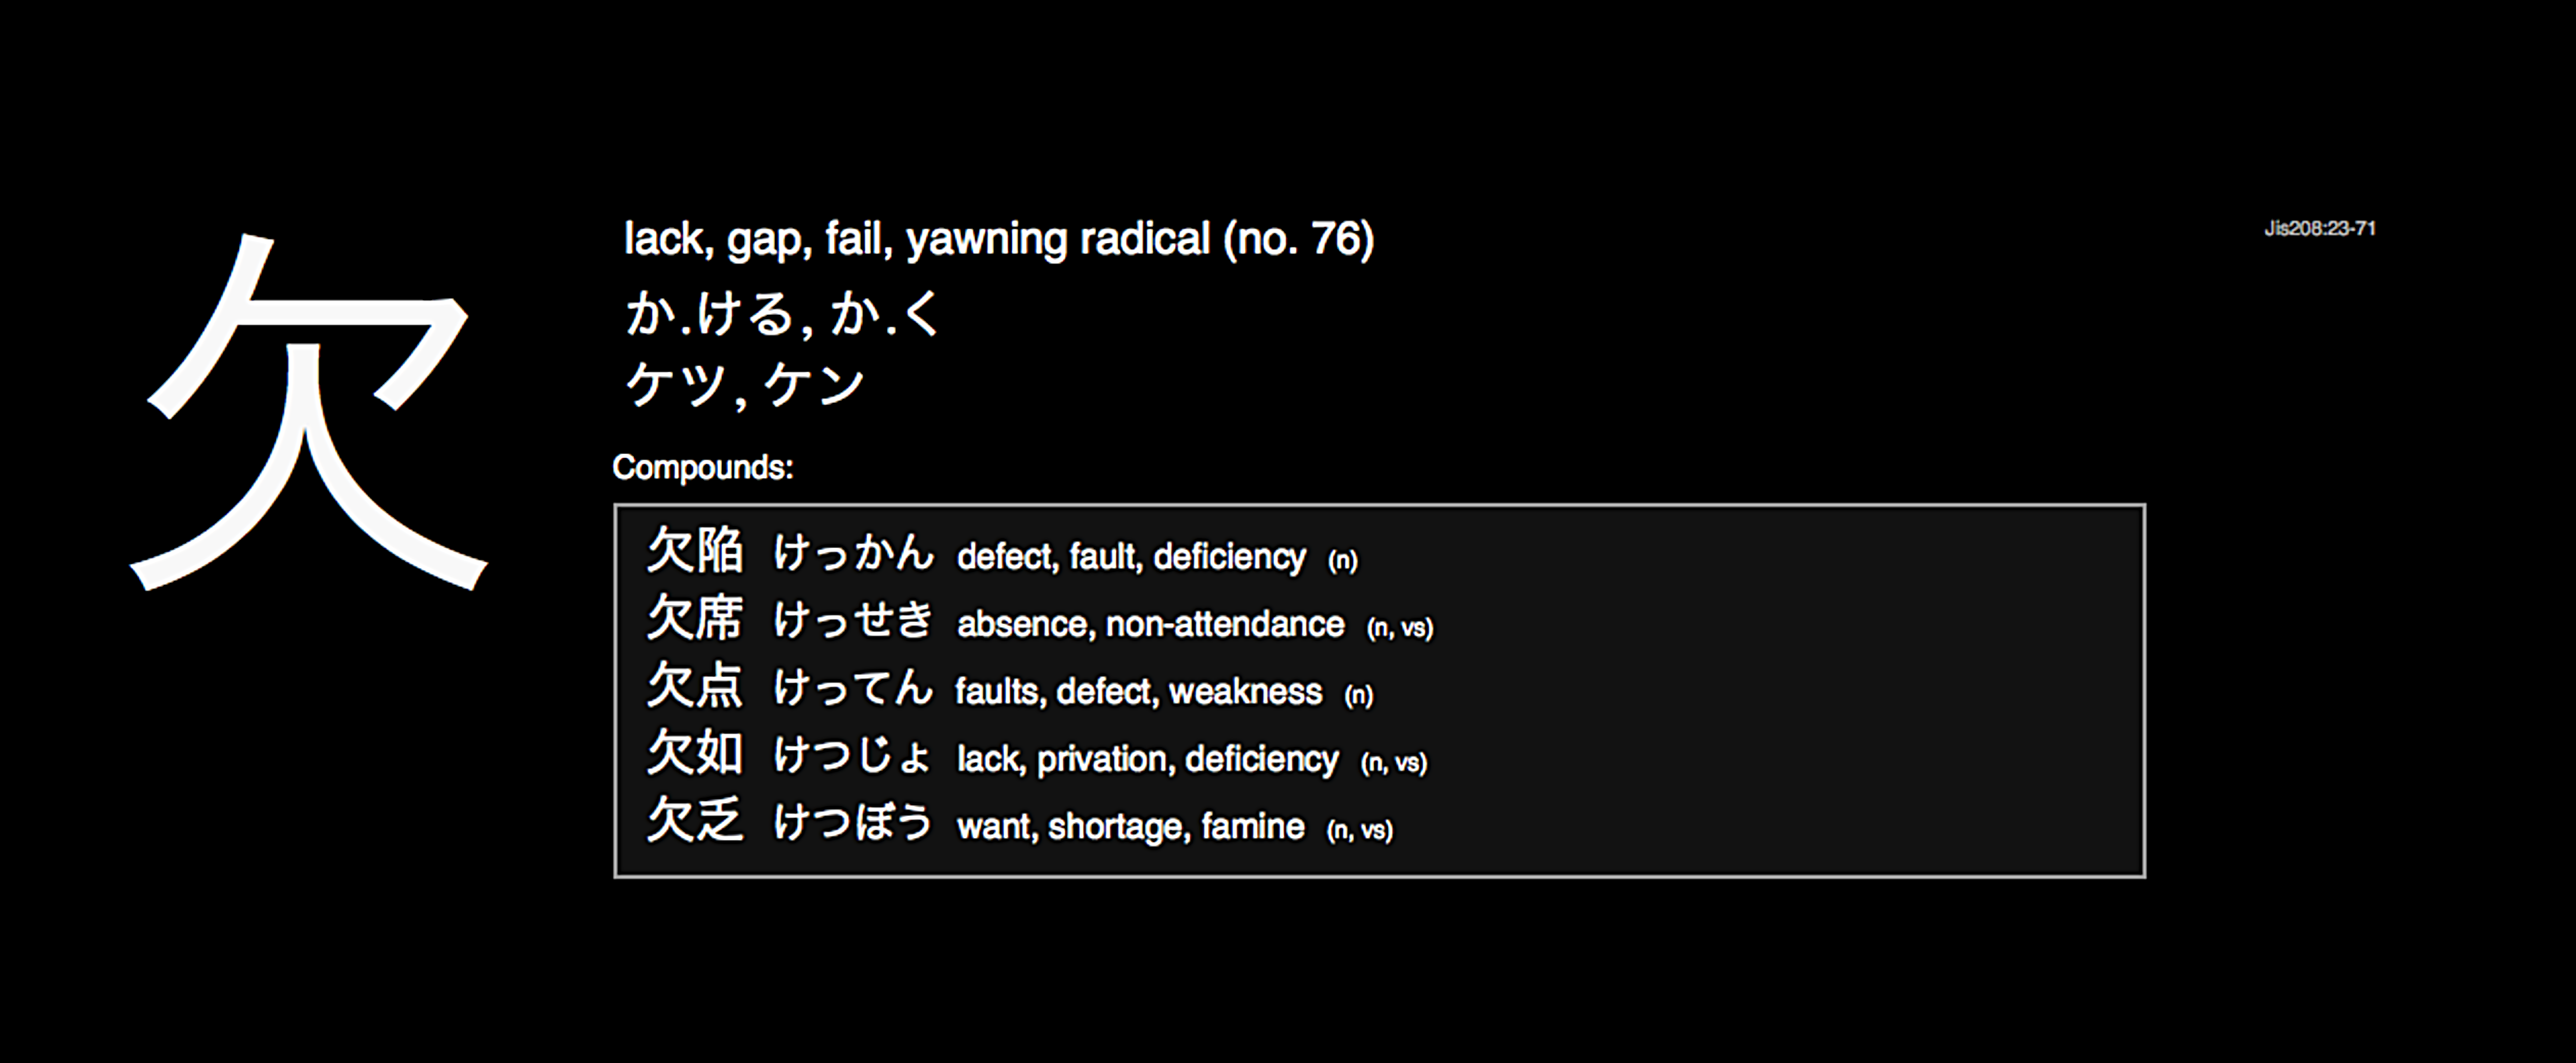 欠
lack, gap, fail, yawning radical (no. 76)
Jis208:23-71
か.ける, か.く
ケツ, ケン
Compounds:
欠陥 けっかん defect, fault, deficiency (n)
欠席 けっせき absence, non-attendance (n, vs)
欠点 けってん faults, defect, weakness (n)
欠如 けつじょ lack, privation, deficiency (n, vs)
欠乏 けつぼう want, shortage, famine (n, vs)